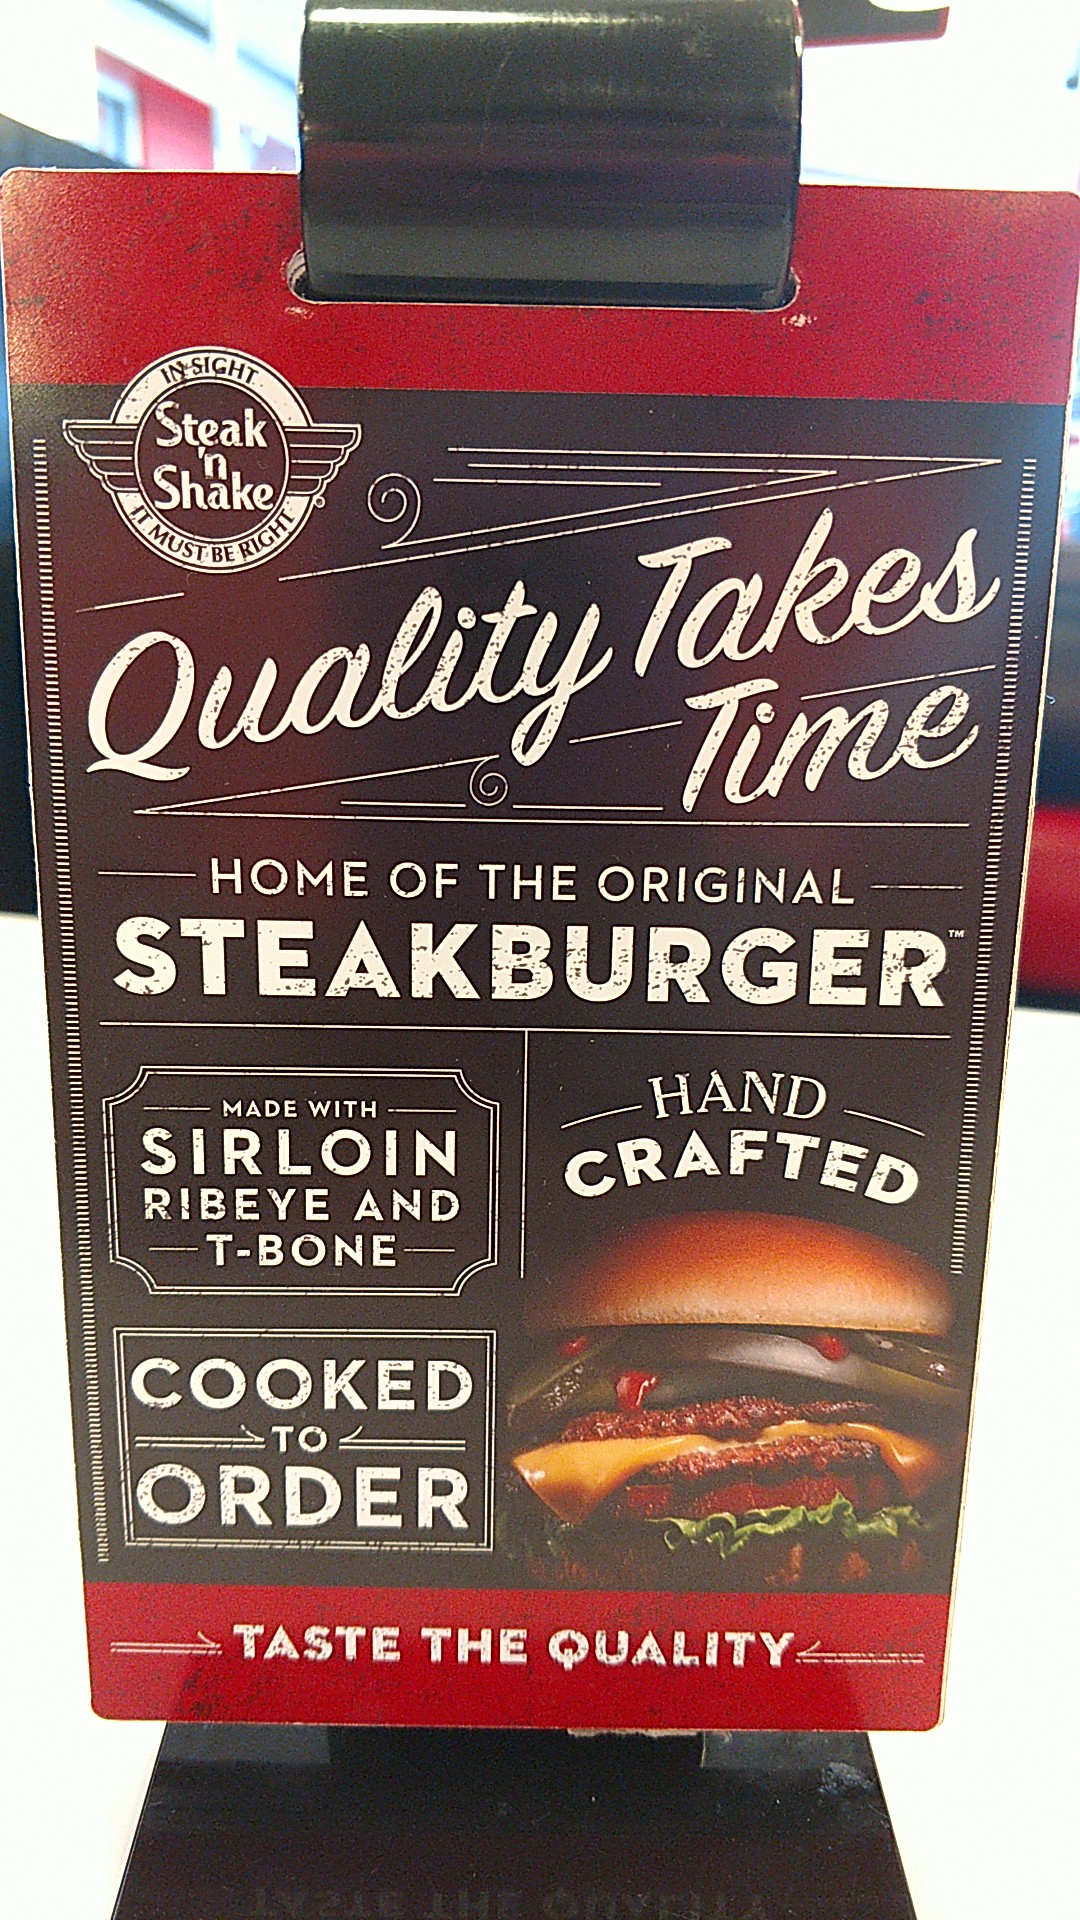 IN SIGHT
Steak
'n
Shake
®
IT MUST BE RIGHT
Quality Takes
Time
HOME OF THE ORIGINAL
STEAKBURGER™
MADE WITH
SIRLOIN
RIBEYE AND
T-BONE
HAND
CRAFTED
COOKED
TO
ORDER
TASTE THE QUALITY